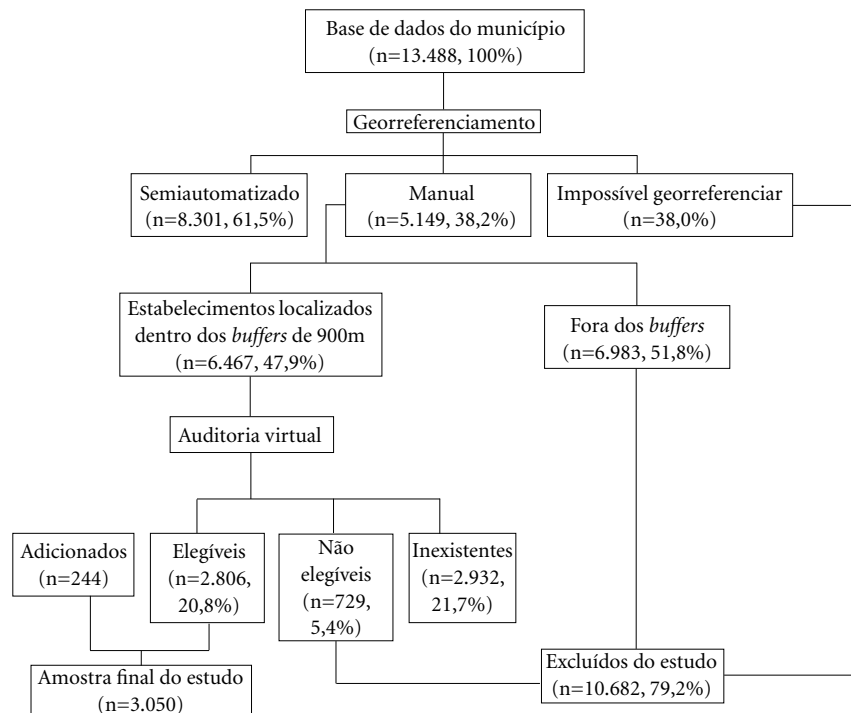 Base de dados do município
(n=13.488, 100%)
Georreferenciamento
Semiautomatizado
(n=8.301, 61,5%)
Manual
(n=5.149, 38,2%)
Impossível georreferenciar
(n=38,0%)
Estabelecimentos localizados
dentro dos buffers de 900m
(n=6.467, 47,9%)
Fora dos buffers
(n=6.983, 51,8%)
Auditoria virtual
Adicionados
(n=244)
Elegíveis
(n=2.806,
20,8%)
Não
elegíveis
(n=729,
5,4%)
Inexistentes
(n=2.932,
21,7%)
Amostra final do estudo
(n=3.050)
Excluídos do estudo
(n=10.682, 79,2%)